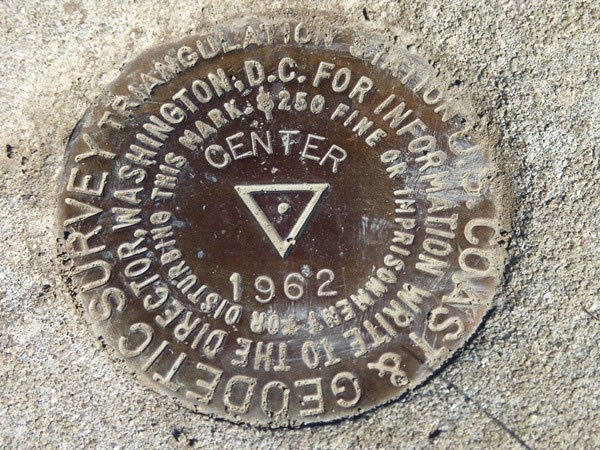 U.S. COAST & GEODETIC SURVEY TRIANGULATION STATION
FOR INFORMATION WRITE TO THE DIRECTOR, WASHINGTON, D.C.
$250 FINE OR IMPRISONMENT FOR DISTURBING THIS MARK.
CENTER
1962